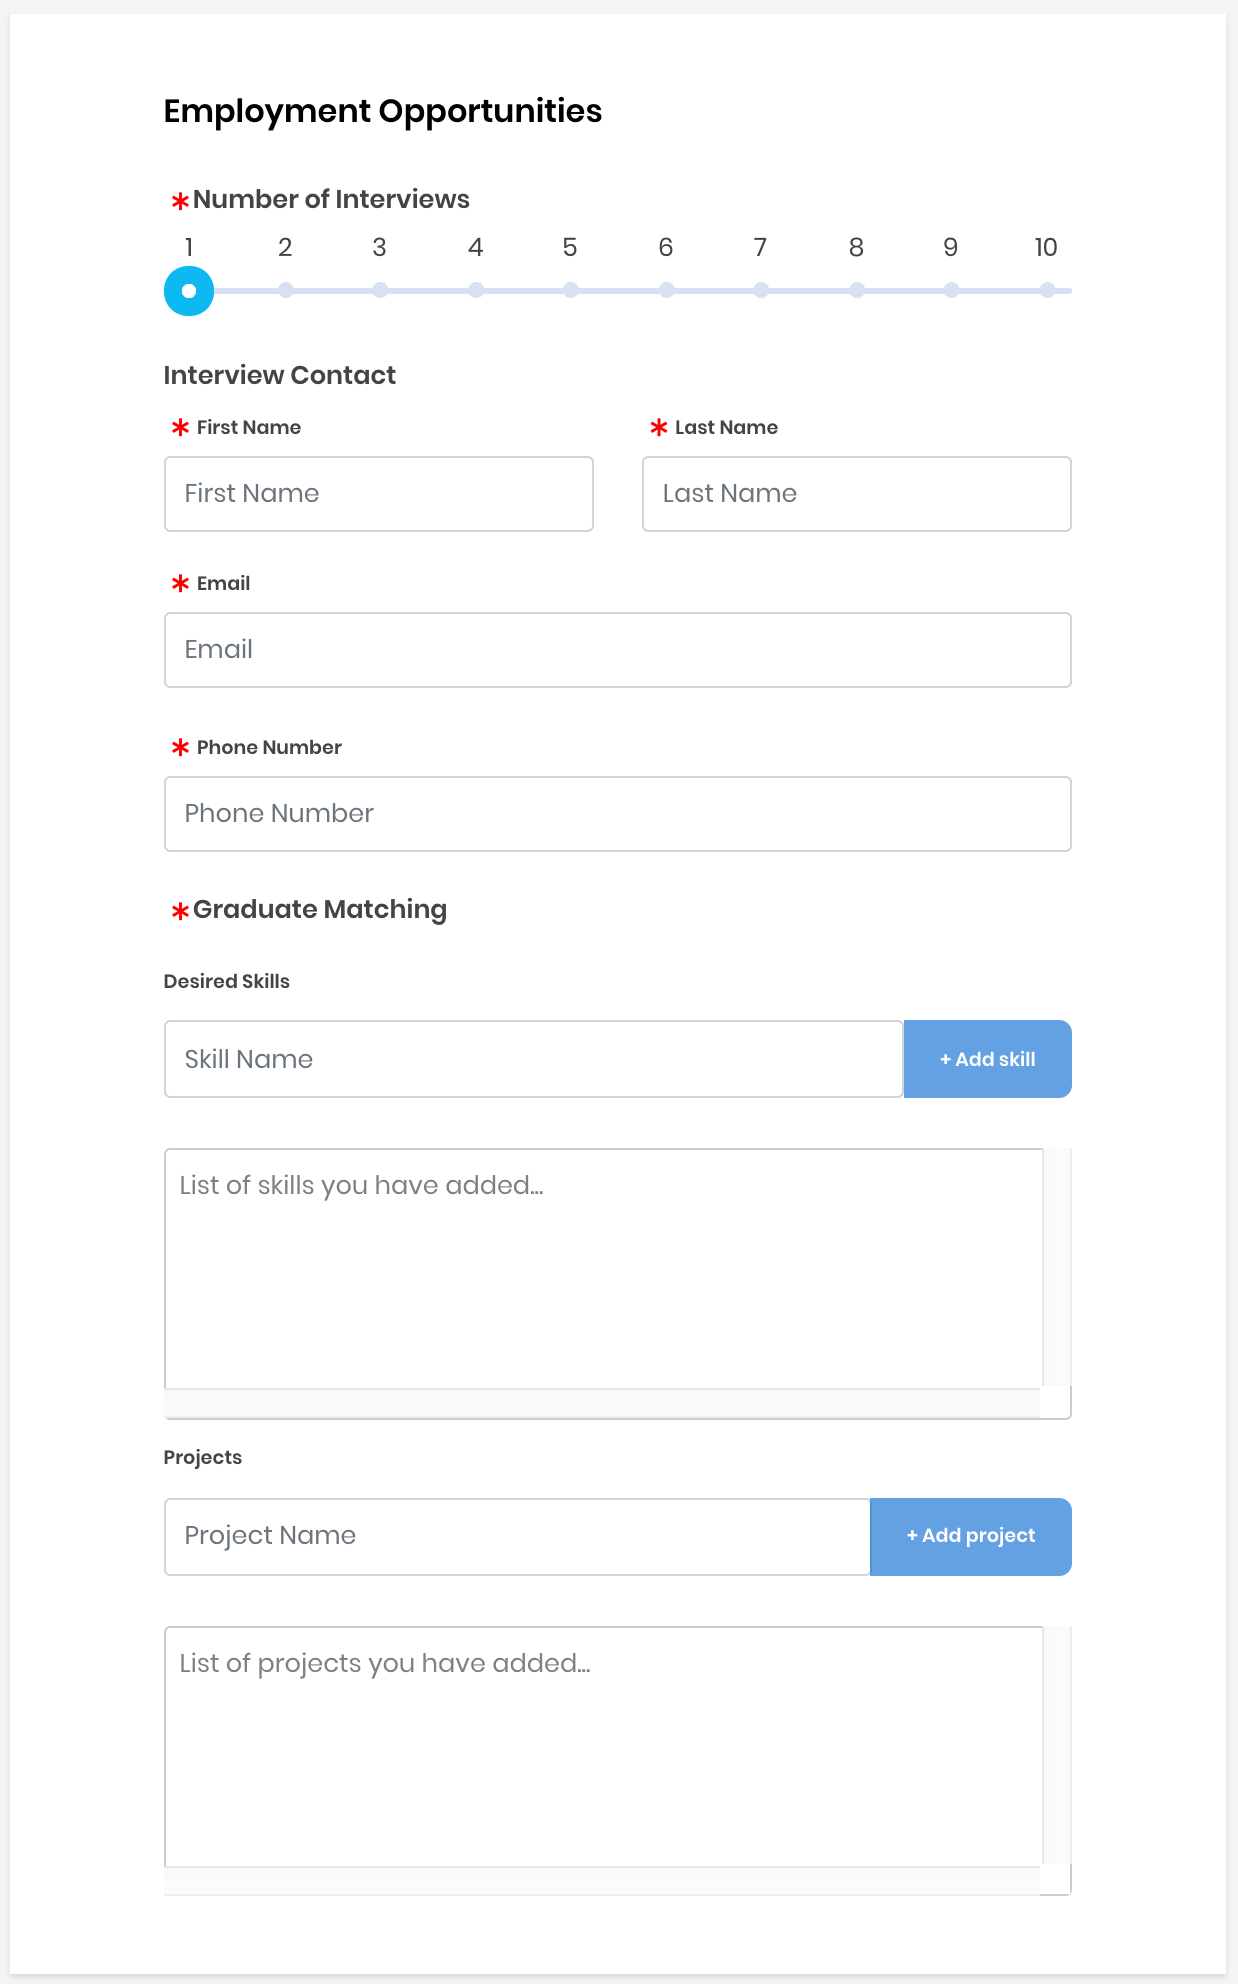 Employment Opportunities
*Number of Interviews
1 2 3 4 5 6 7 8 9 10
Interview Contact
* First Name * Last Name
First Name Last Name
* Email
Email
* Phone Number
Phone Number
*Graduate Matching
Desired Skills
Skill Name + Add skill
List of skills you have added...
Projects
Project Name + Add project
List of projects you have added...